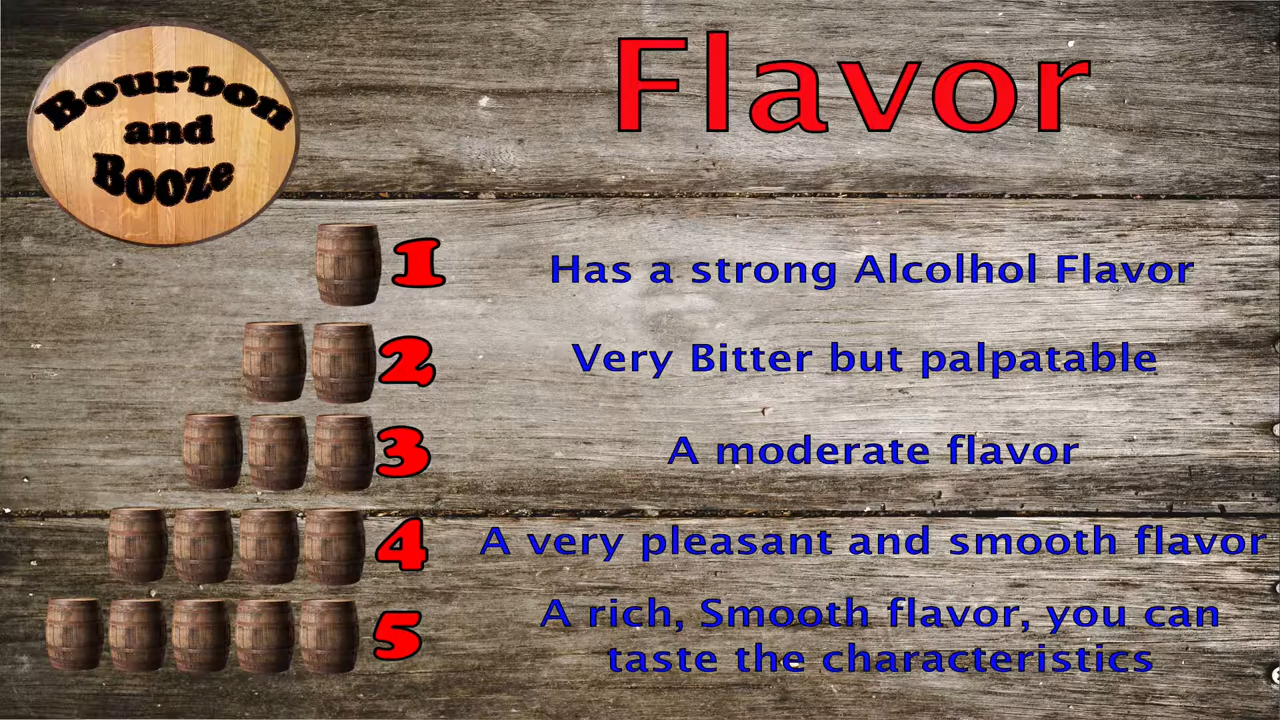 Bourbon
and
Booze
Flavor
1 Has a strong Alcolhol Flavor
2 Very Bitter but palpatable
3 A moderate flavor
4 A very pleasant and smooth flavor
5 A rich, Smooth flavor, you can
taste the characteristics